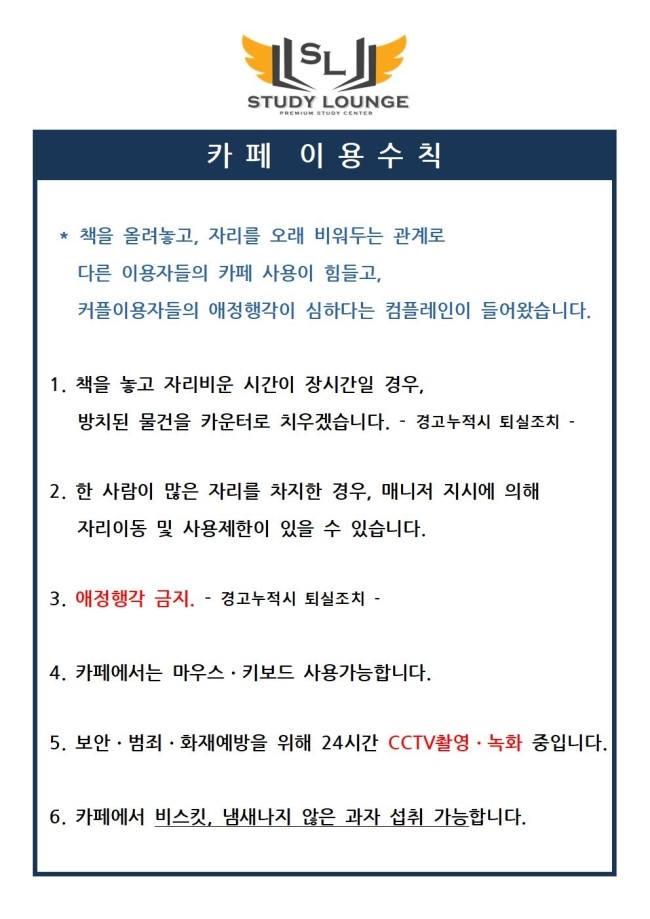 SL
STUDY LOUNGE
PREMIUM STUDY CENTER
카페 이용수칙
* 책을 올려놓고, 자리를 오래 비워두는 관계로
다른 이용자들의 카페 사용이 힘들고,
커플이용자들의 애정행각이 심하다는 컴플레인이 들어왔습니다.
1. 책을 놓고 자리비운 시간이 장시간일 경우,
방치된 물건을 카운터로 치우겠습니다. - 경고누적시 퇴실조치 -
2. 한 사람이 많은 자리를 차지한 경우, 매니저 지시에 의해
자리이동 및 사용제한이 있을 수 있습니다.
3. 애정행각 금지. - 경고누적시 퇴실조치 -
4. 카페에서는 마우스·키보드 사용가능합니다.
5. 보안·범죄·화재예방을 위해 24시간 CCTV촬영·녹화 중입니다.
6. 카페에서 비스킷, 냄새나지 않은 과자 섭취 가능합니다.